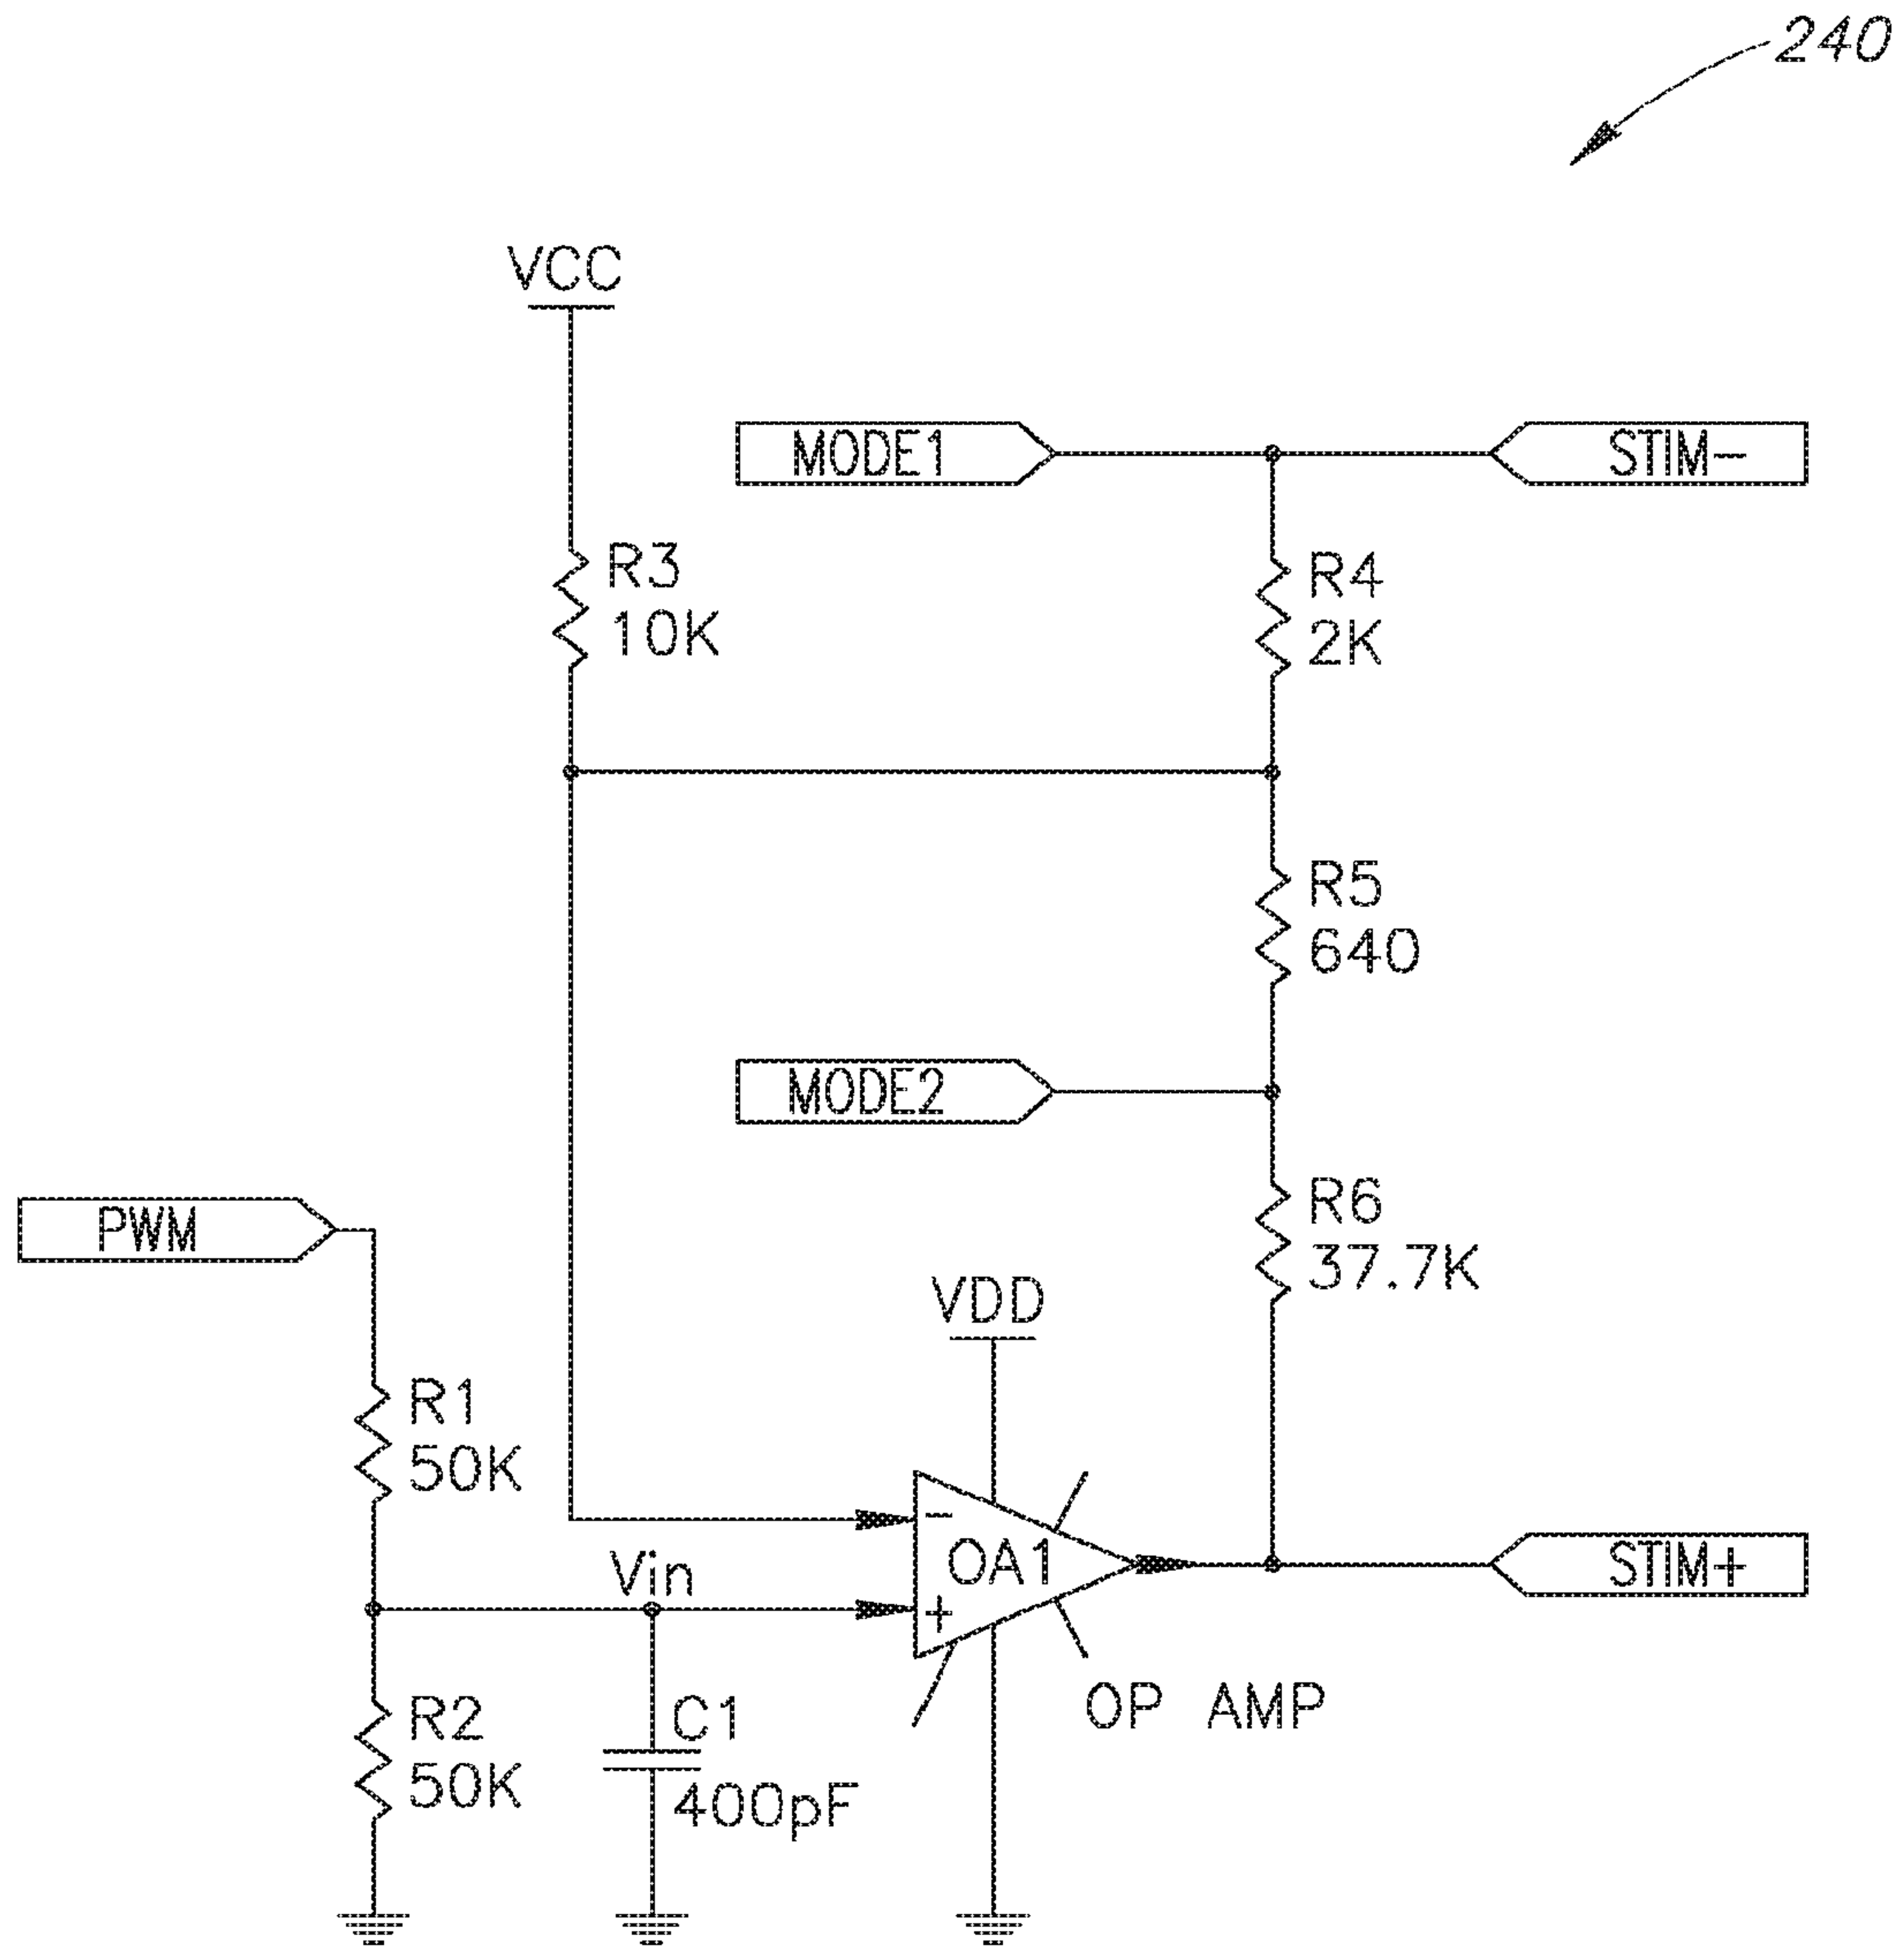 240
VCC
MODE1
STIM-
R3
10K
R4
2K
R5
640
MODE2
PWM
R6
37.7K
VDD
R1
50K
-
OA1
+
Vin
STIM+
OP AMP
R2
50K
C1
400pF